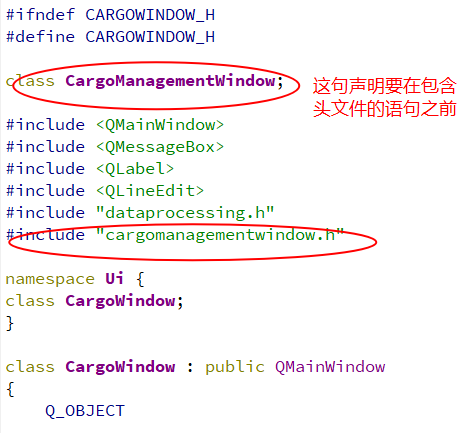 #ifndef CARGOWINDOW_H
#define CARGOWINDOW_H
class CargoManagementWindow;
这句声明要在包含
头文件的语句之前
#include <QMainWindow>
#include <QMessageBox>
#include <QLabel>
#include <QLineEdit>
#include "dataprocessing.h"
#include "cargomanagementwindow.h"
namespace Ui {
class CargoWindow;
}
class CargoWindow : public QMainWindow
{
    Q_OBJECT